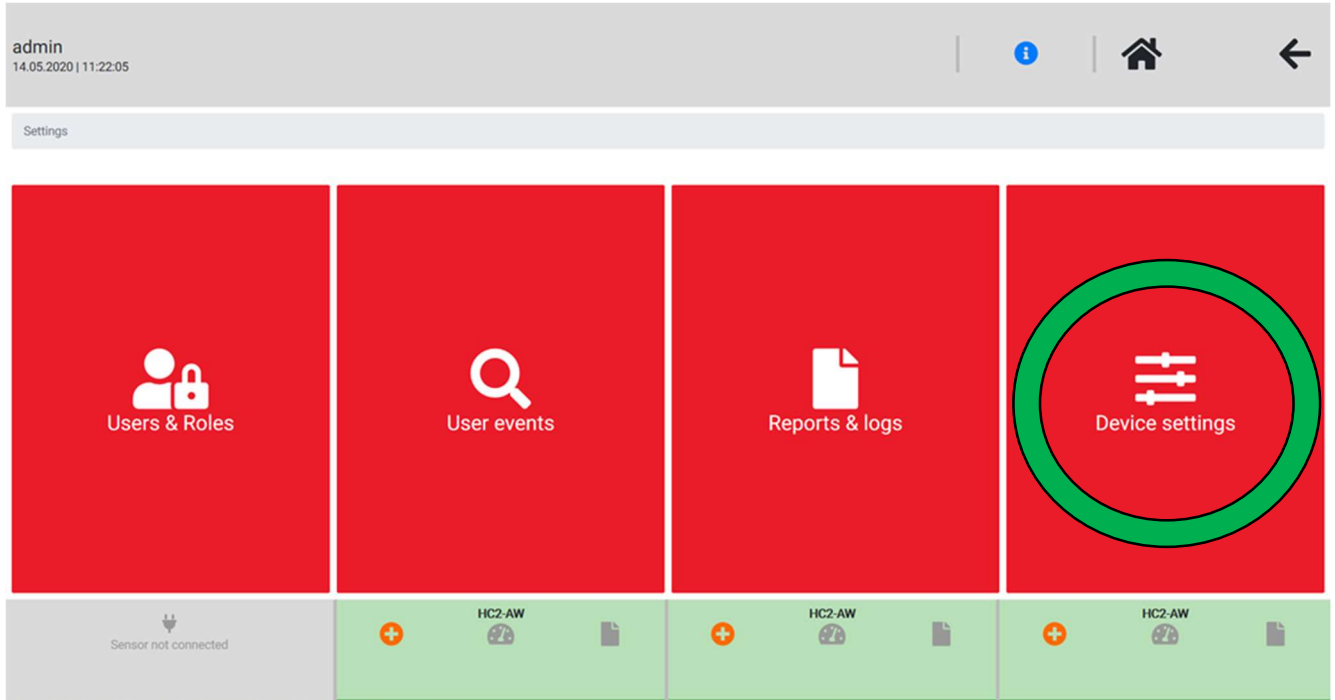 admin
14.05.2020 | 11:22:05
Settings
Users & Roles
User events
Reports & logs
Device settings
Sensor not connected
HC2-AW
HC2-AW
HC2-AW